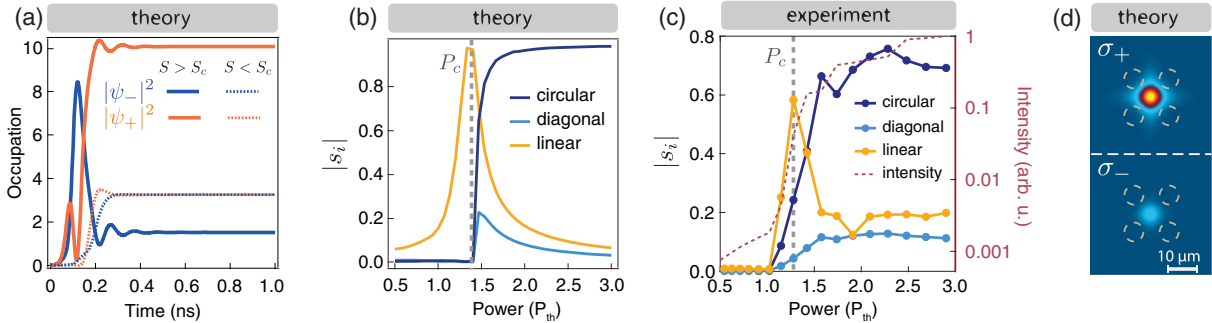 (a)
theory
10
8
6
4
2
0
Occupation
S > S_c
S < S_c
|ψ_−|²
|ψ_+|²
0.0
0.2
0.4
0.6
0.8
1.0
Time (ns)
(b)
theory
1.0
0.8
0.6
0.4
0.2
0.0
|s_i|
P_c
circular
diagonal
linear
0.5
1.0
1.5
2.0
2.5
3.0
Power (P_th)
(c)
experiment
0.8
0.6
0.4
0.2
0.0
|s_i|
P_c
circular
diagonal
linear
intensity
1
0.1
0.01
0.001
Intensity (arb. u.)
0.5
1.0
1.5
2.0
2.5
3.0
Power (P_th)
(d)
theory
σ_+
σ_−
10 μm